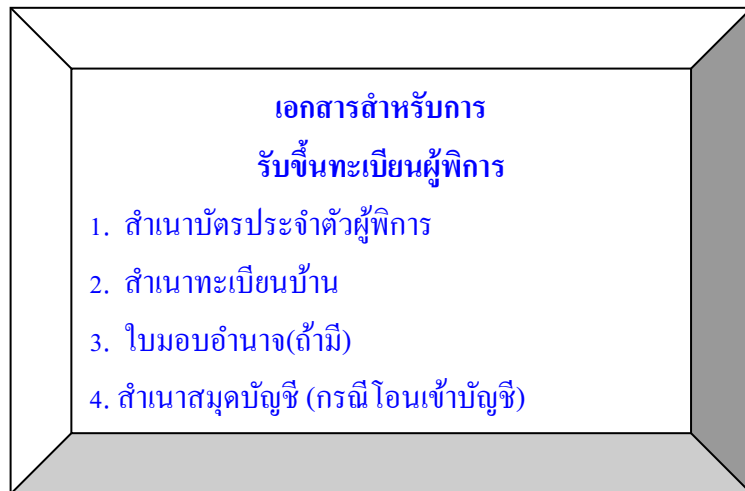 เอกสารสำหรับการ
รับขึ้นทะเบียนผู้พิการ
1. สำเนาบัตรประจำตัวผู้พิการ
2. สำเนาทะเบียนบ้าน
3. ใบมอบอำนาจ(ถ้ามี)
4. สำเนาสมุดบัญชี (กรณีโอนเข้าบัญชี)